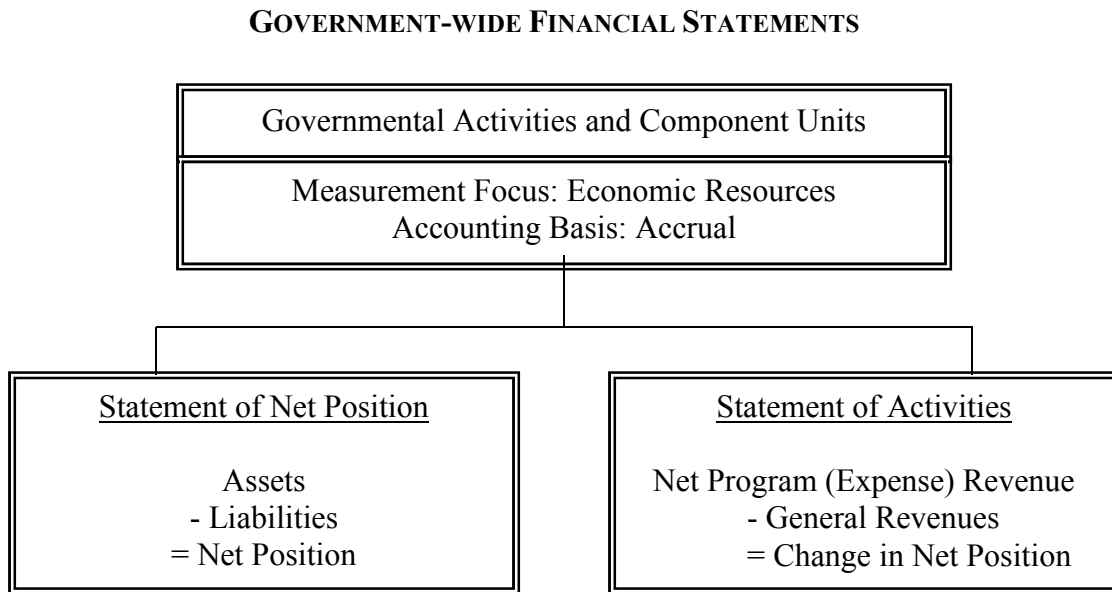 GOVERNMENT-WIDE FINANCIAL STATEMENTS
Governmental Activities and Component Units
Measurement Focus: Economic Resources
Accounting Basis: Accrual
Statement of Net Position
Assets
- Liabilities
= Net Position
Statement of Activities
Net Program (Expense) Revenue
- General Revenues
= Change in Net Position